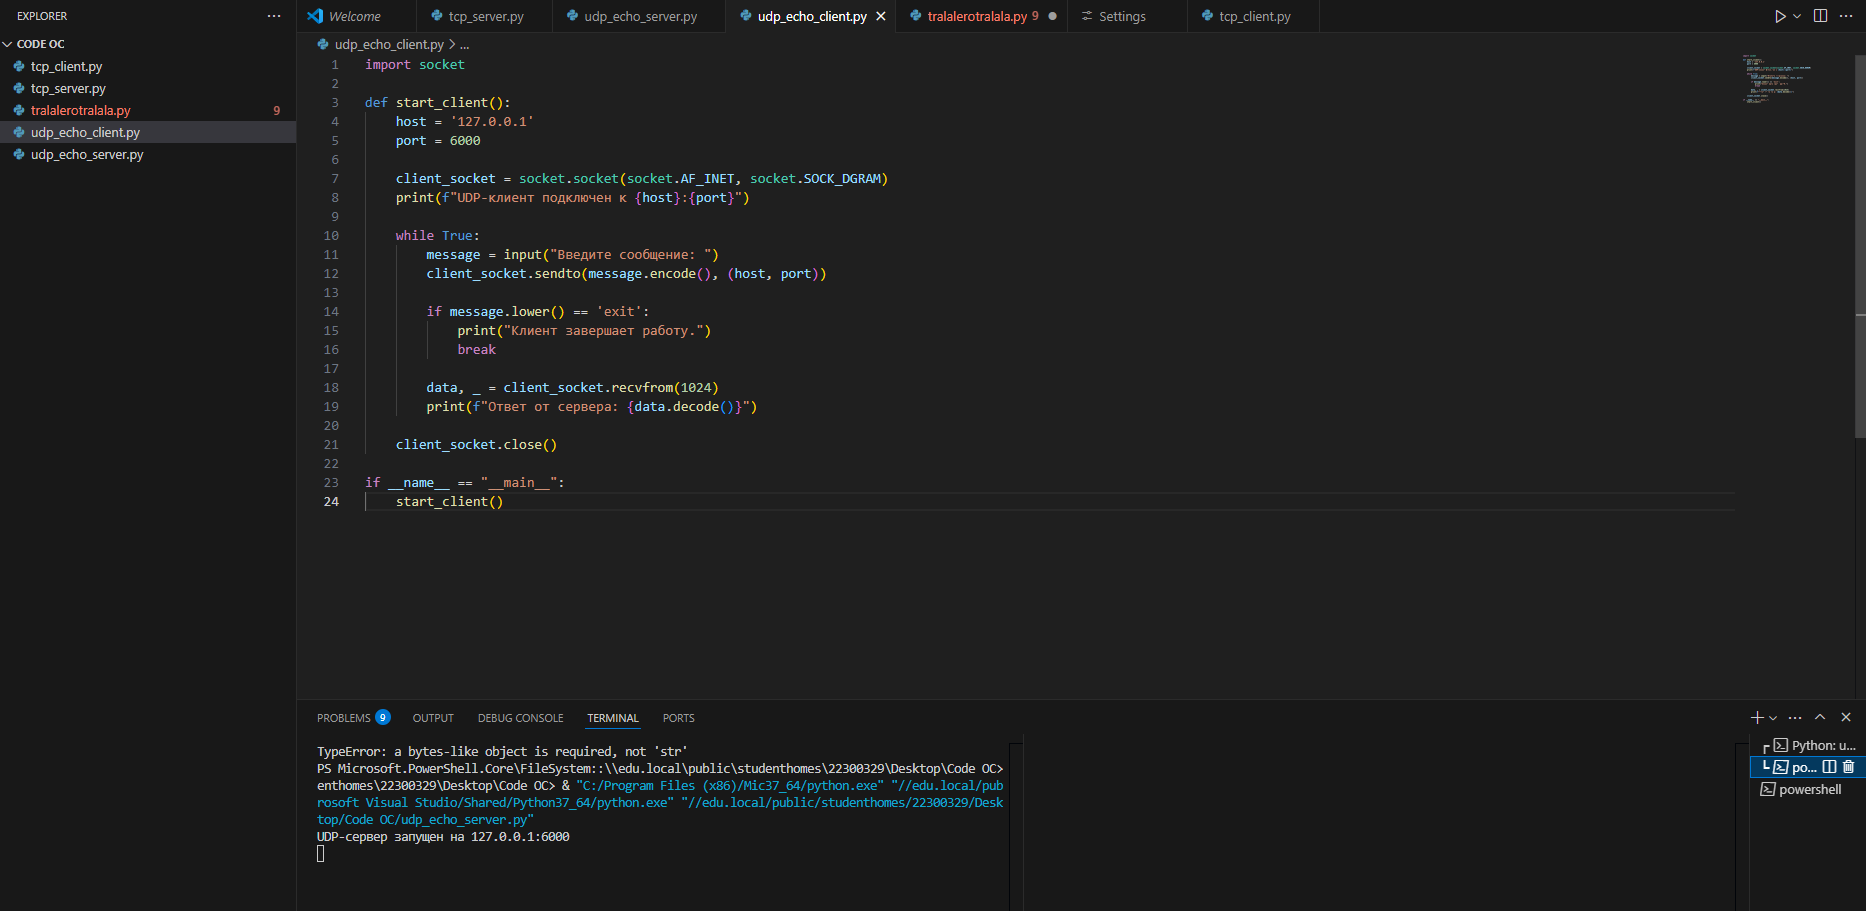 EXPLORER
CODE OC
tcp_client.py
tcp_server.py
tralalerotralala.py 9
udp_echo_client.py
udp_echo_server.py
Welcome
tcp_server.py
udp_echo_server.py
udp_echo_client.py
tralalerotralala.py 9
Settings
tcp_client.py
udp_echo_client.py > ...
1 import socket
2
3 def start_client():
4 host = '127.0.0.1'
5 port = 6000
6
7 client_socket = socket.socket(socket.AF_INET, socket.SOCK_DGRAM)
8 print(f"UDP-клиент подключен к {host}:{port}")
9
10 while True:
11 message = input("Введите сообщение: ")
12 client_socket.sendto(message.encode(), (host, port))
13
14 if message.lower() == 'exit':
15 print("Клиент завершает работу.")
16 break
17
18 data, _ = client_socket.recvfrom(1024)
19 print(f"Ответ от сервера: {data.decode()}")
20
21 client_socket.close()
22
23 if __name__ == "__main__":
24 start_client()
PROBLEMS 9
OUTPUT
DEBUG CONSOLE
TERMINAL
PORTS
TypeError: a bytes-like object is required, not 'str'
PS Microsoft.PowerShell.Core\FileSystem::\\edu.local\public\studenthomes\22300329\Desktop\Code OC>
enthomes\22300329\Desktop\Code OC> & "C:/Program Files (x86)/Mic37_64/python.exe" "//edu.local/pub
rosoft Visual Studio/Shared/Python37_64/python.exe" "//edu.local/public/studenthomes/22300329/Desk
top/Code OC/udp_echo_server.py"
UDP-сервер запущен на 127.0.0.1:6000
Python: u...
po...
powershell